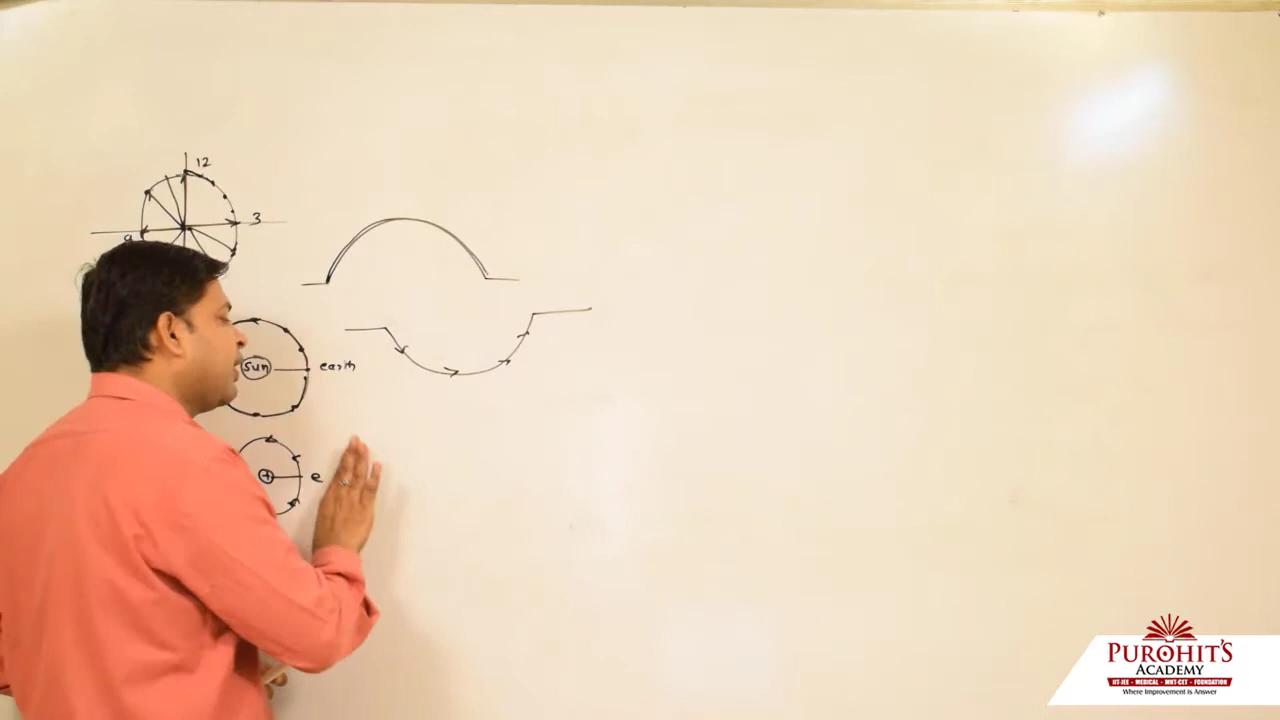 12
3
9
sun
earth
+
e
PUROHIT'S
ACADEMY
IIT-JEE - MEDICAL - MHT-CET - FOUNDATION
Where Improvement is Answer